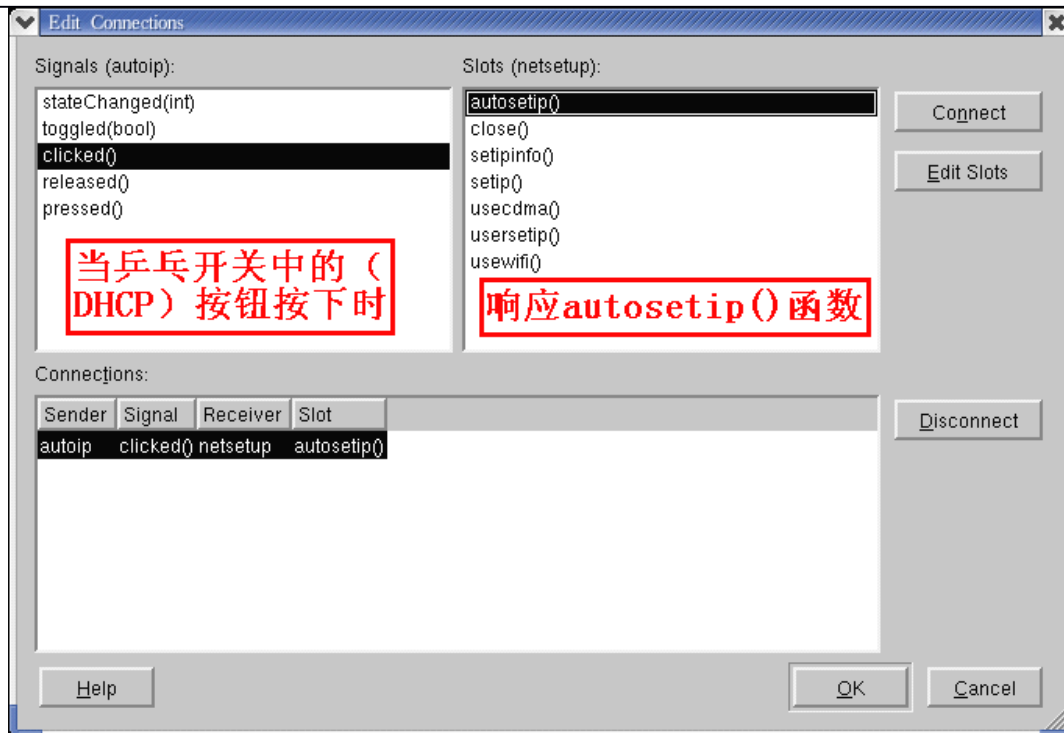 Edit Connections
Signals (autoip):
stateChanged(int)
toggled(bool)
clicked()
released()
pressed()
当乒乓开关中的（
DHCP）按钮按下时
Slots (netsetup):
autosetip()
close()
setipinfo()
setip()
usecdma()
usersetip()
usewifi()
响应autosetip()函数
Connect
Edit Slots
Connections:
Sender Signal Receiver Slot
autoip clicked() netsetup autosetip()
Disconnect
Help
OK
Cancel